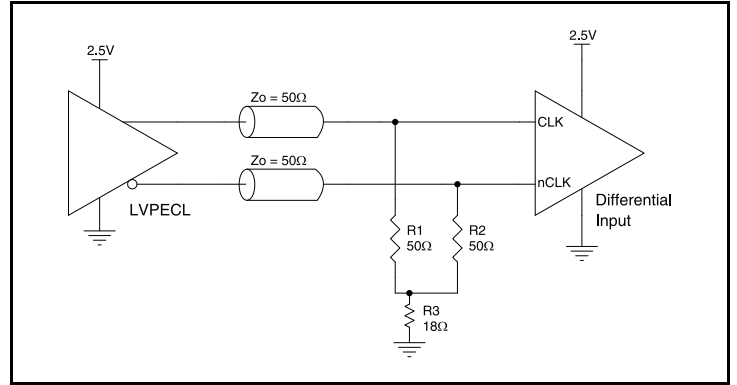 2.5V
2.5V
Zo = 50Ω
CLK
Zo = 50Ω
nCLK
LVPECL
Differential
Input
R1
50Ω
R2
50Ω
R3
18Ω